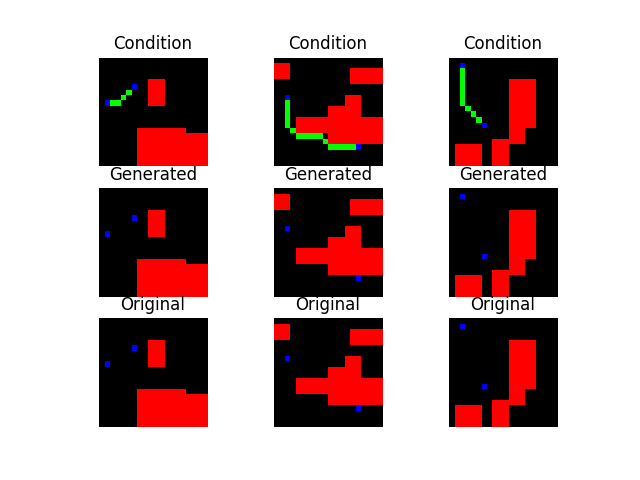 Condition Condition Condition
Generated Generated Generated
Original Original Original